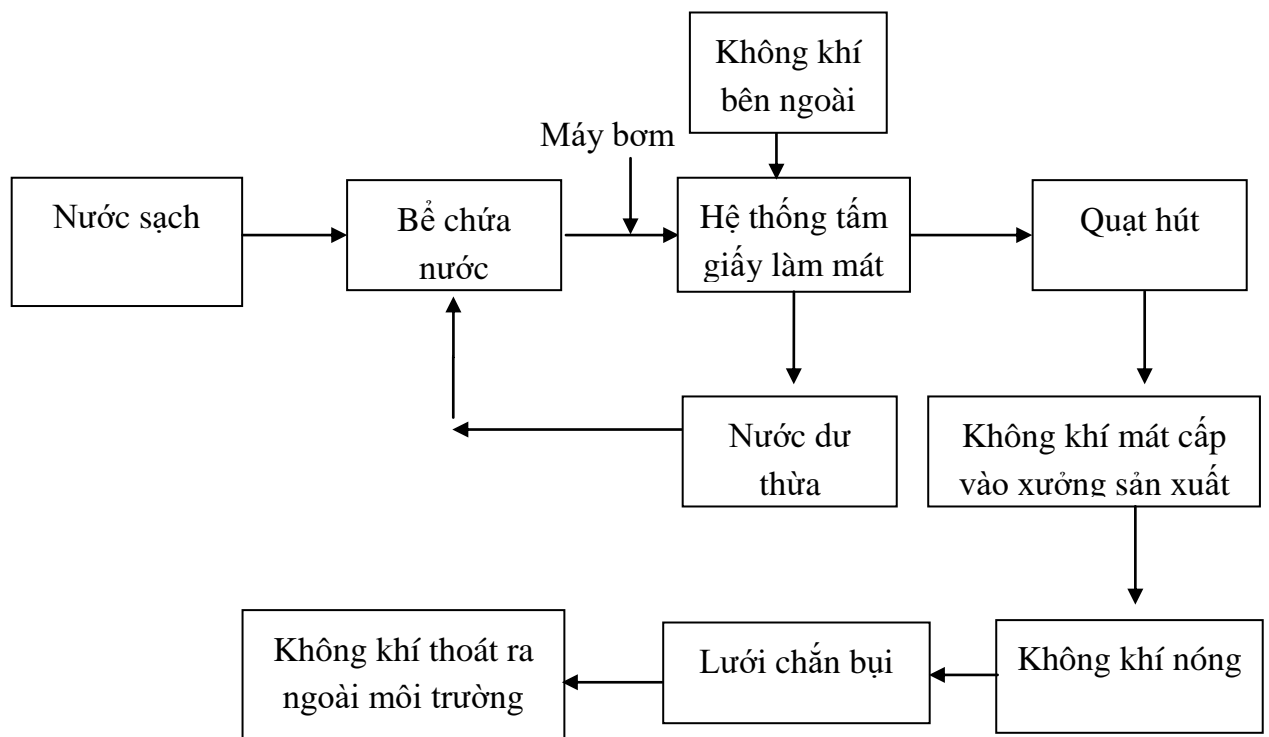 Không khí
bên ngoài
Máy bơm
Nước sạch
Bể chứa
nước
Hệ thống tấm
giấy làm mát
Quạt hút
Nước dư
thừa
Không khí mát cấp
vào xưởng sản xuất
Không khí thoát ra
ngoài môi trường
Lưới chắn bụi
Không khí nóng